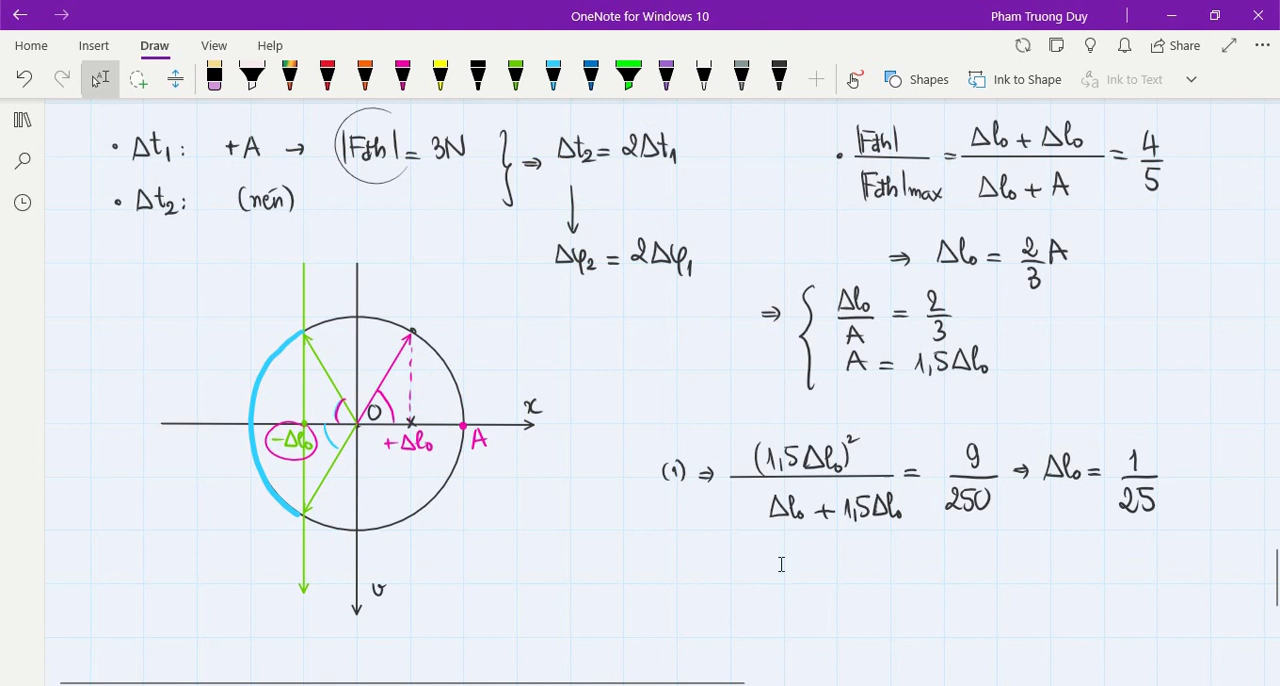 OneNote for Windows 10
Pham Truong Duy
Home Insert Draw View Help
Share
Shapes
Ink to Shape
Ink to Text
• Δt₁: +A → |Fđh| = 3N } ⇒ Δt₂ = 2Δt₁
• Δt₂: (nén)
Δφ₂ = 2Δφ₁
x
O
-Δl₀
+Δl₀
A
v
• |Fđh| / |Fđh|max = (Δl₀ + Δl₀) / (Δl₀ + A) = 4/5
⇒ Δl₀ = 2/3 A
⇒ { Δl₀/A = 2/3
A = 1,5Δl₀
(1) ⇒ (1,5Δl₀)² / (Δl₀ + 1,5Δl₀) = 9/250 → Δl₀ = 1/25